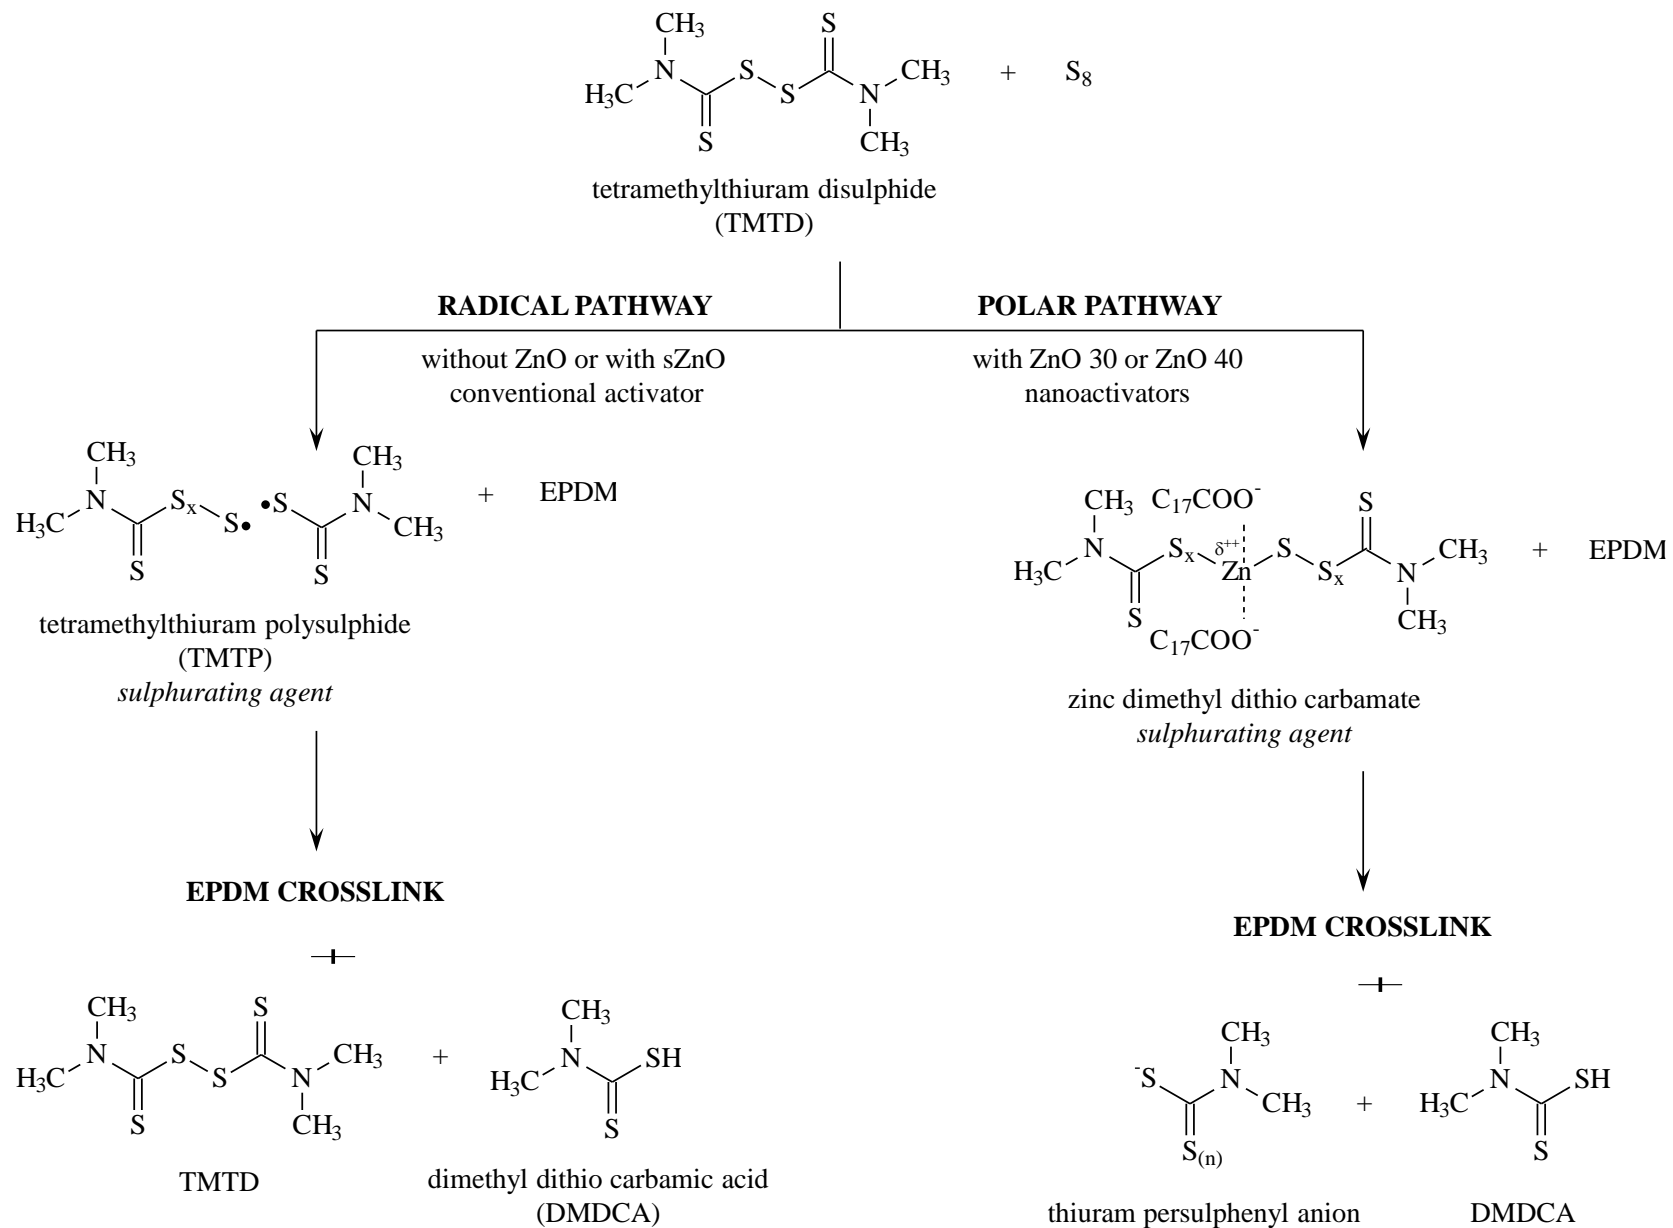 CH3
S
N
S
CH3
+
S8
H3C
S
N
S
CH3
tetramethylthiuram disulphide
(TMTD)
RADICAL PATHWAY
POLAR PATHWAY
without ZnO or with sZnO
conventional activator
with ZnO 30 or ZnO 40
nanoactivators
CH3
CH3
N
Sx
•S
N
+
EPDM
H3C
S•
CH3
S
S
tetramethylthiuram polysulphide
(TMTP)
sulphurating agent
CH3
C17COO-
S
N
Sx
δ++
S
CH3
+
EPDM
H3C
Zn
Sx
N
S
C17COO-
CH3
zinc dimethyl dithio carbamate
sulphurating agent
EPDM CROSSLINK
EPDM CROSSLINK
CH3
S
N
S
CH3
+
H3C
S
N
S
CH3
TMTD
CH3
N
SH
H3C
S
dimethyl dithio carbamic acid
(DMDCA)
CH3
-S
N
CH3
+
S(n)
thiuram persulphenyl anion
CH3
N
SH
H3C
S
DMDCA